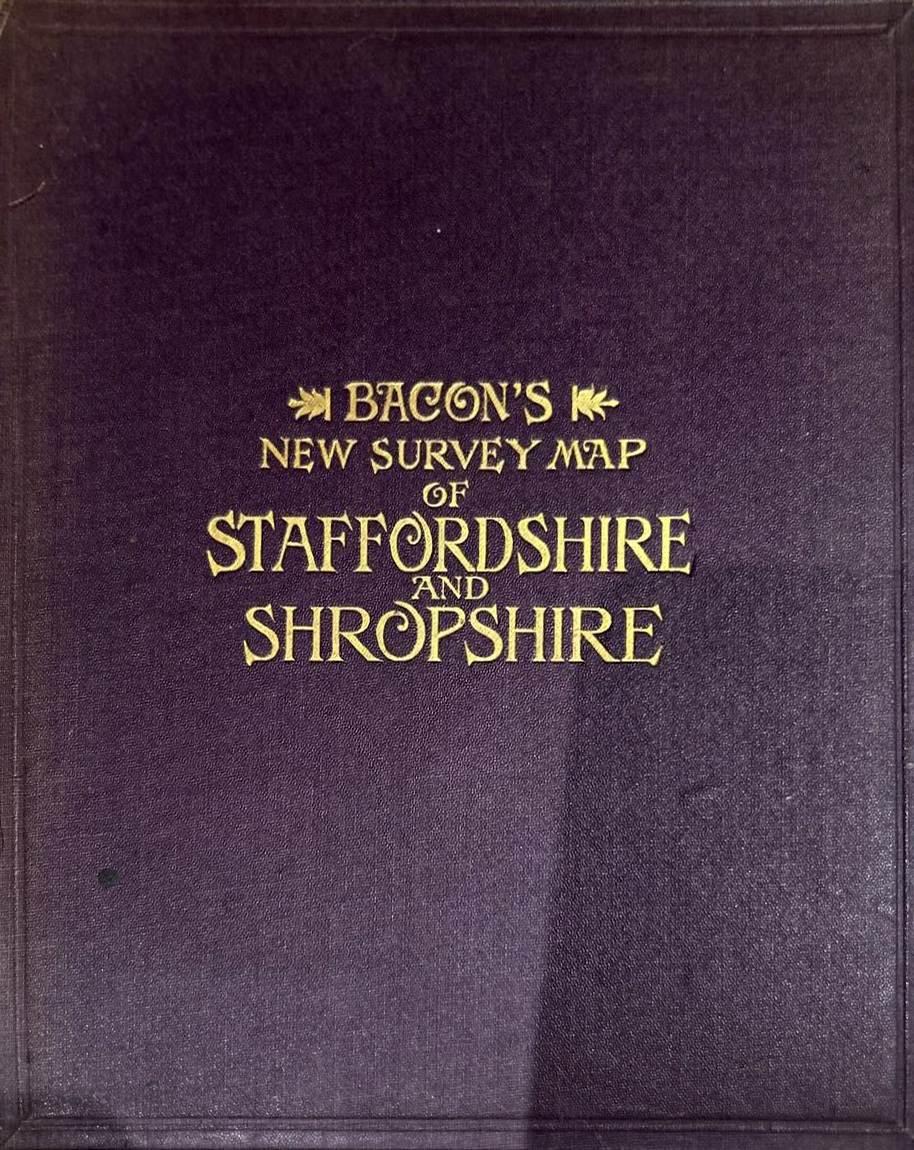 BACON'S
NEW SURVEY MAP
OF
STAFFORDSHIRE
AND
SHROPSHIRE